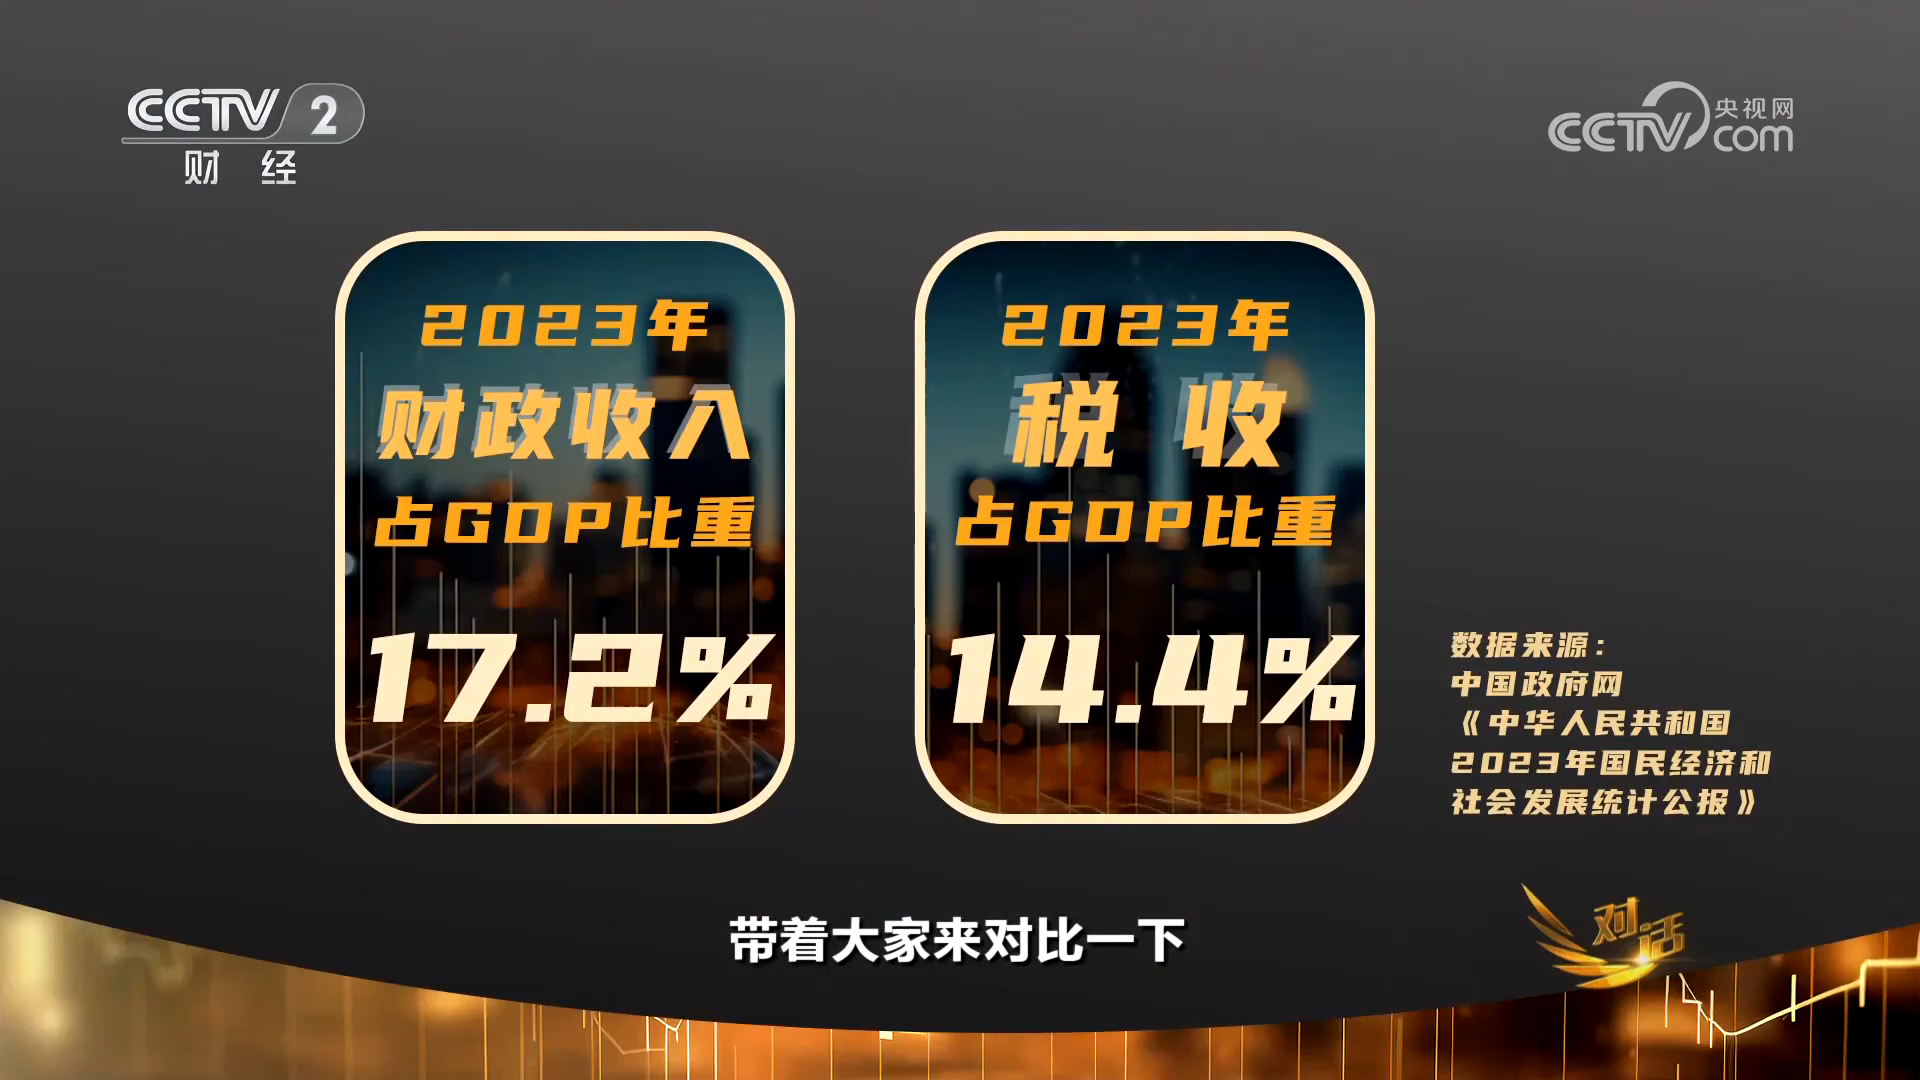 CCTV 2
财 经
央视网
CCTV com
2023年
财政收入
占GDP比重
17.2%
2023年
税 收
占GDP比重
14.4%
数据来源：
中国政府网
《中华人民共和国
2023年国民经济和
社会发展统计公报》
带着大家来对比一下
对话